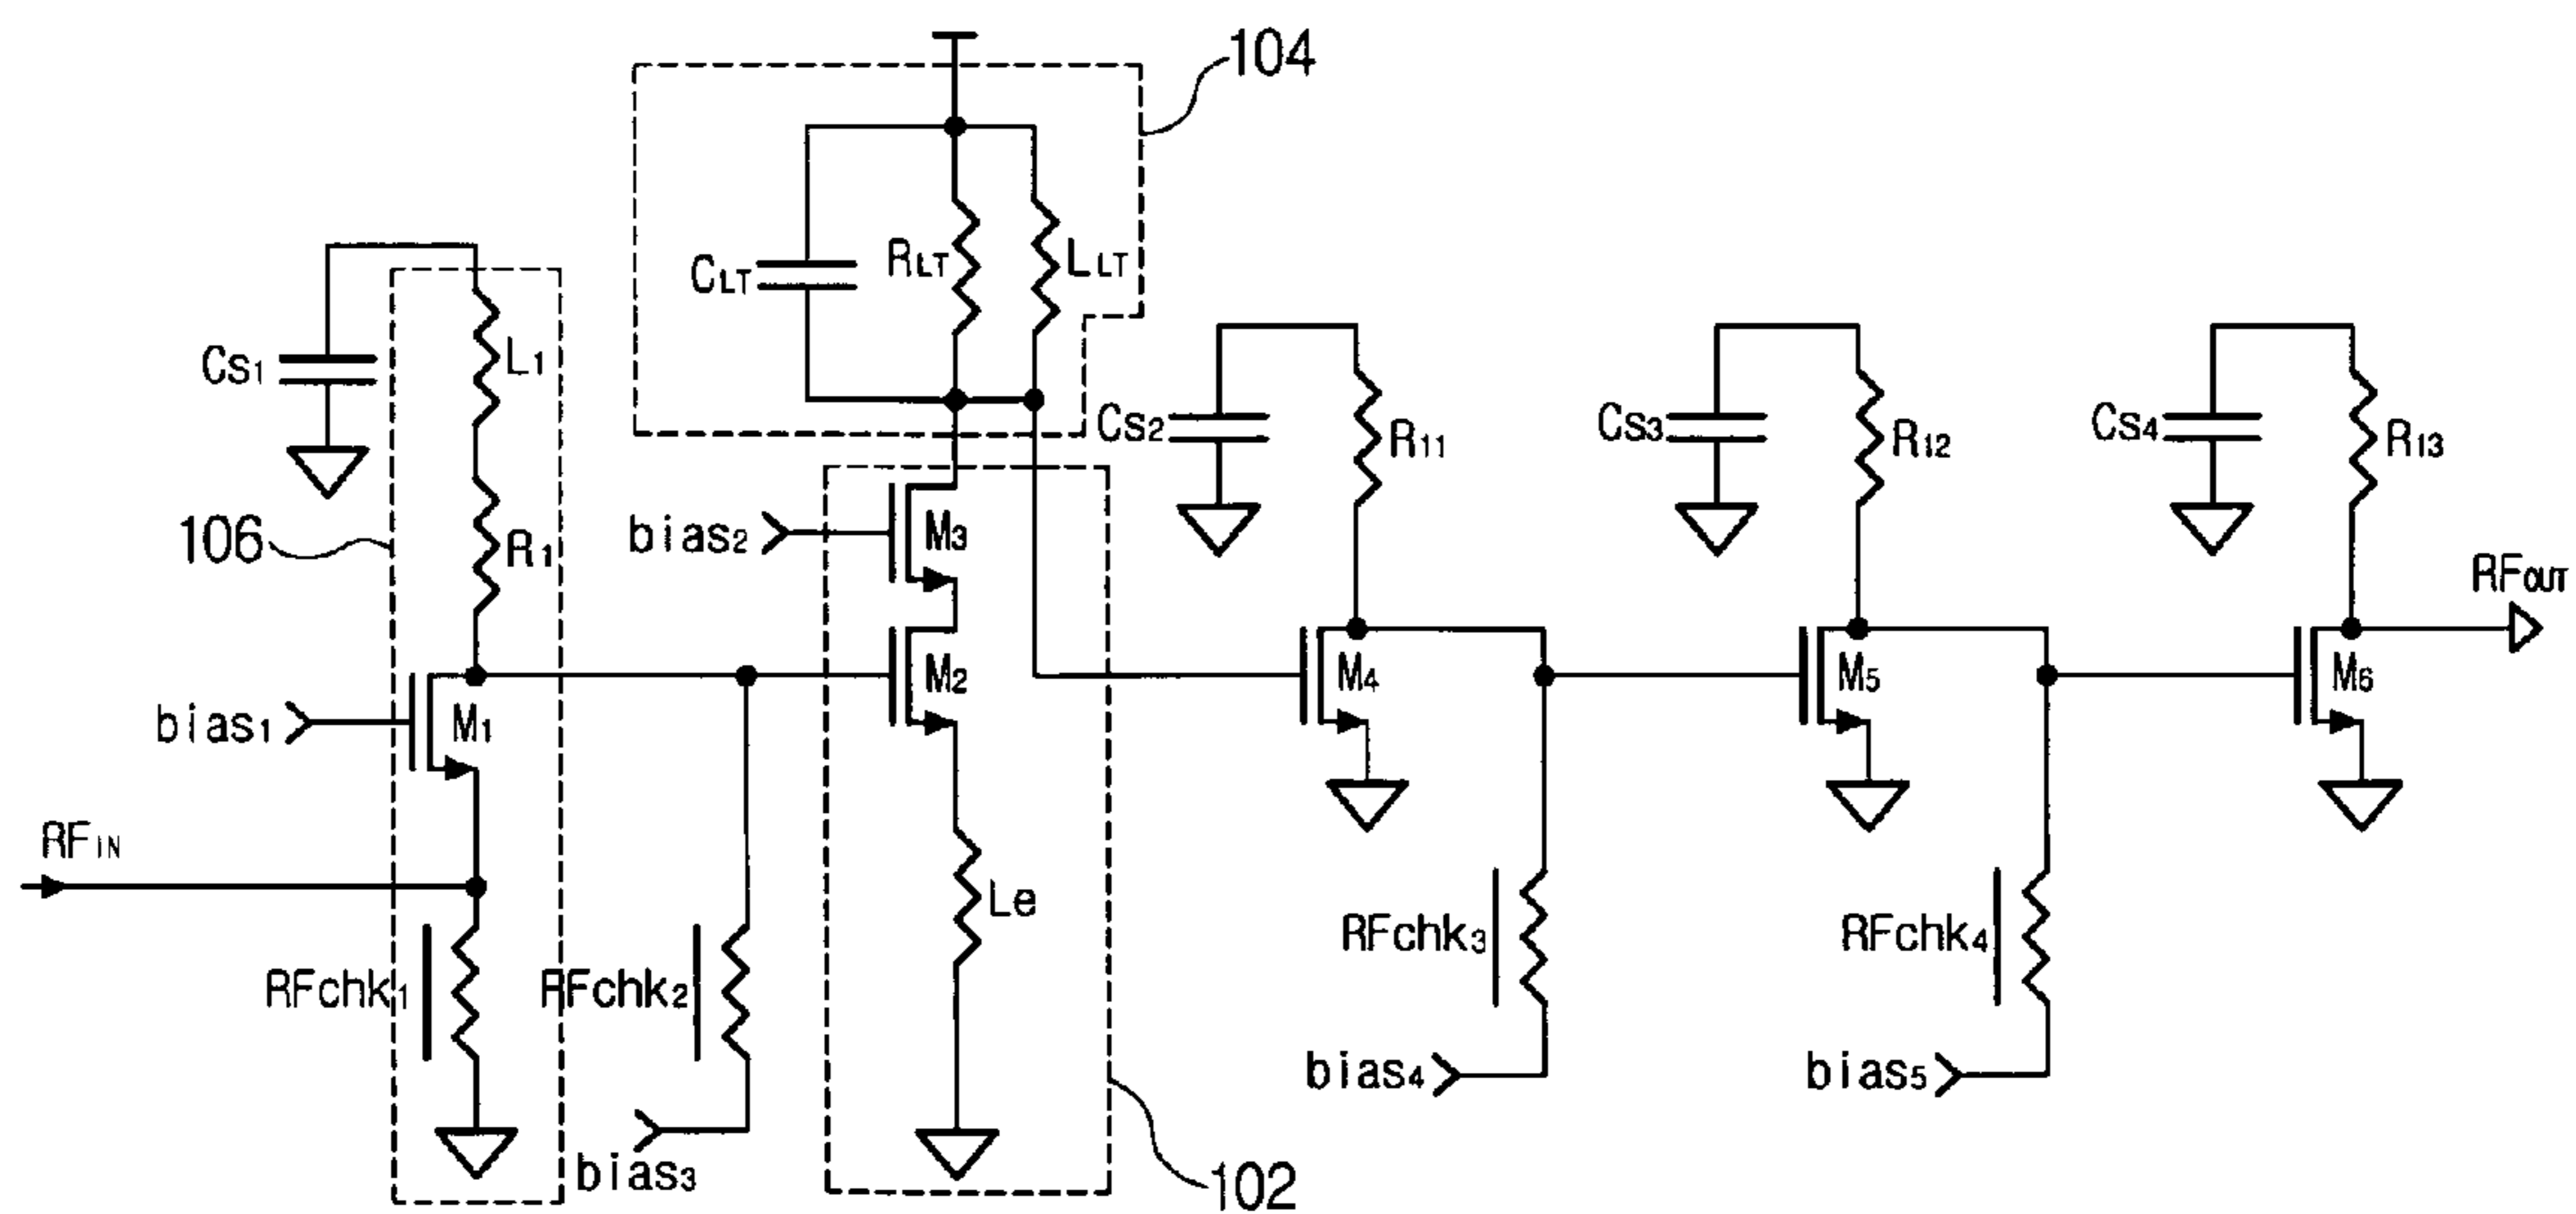 104
CLT
RLT
LLT
CS1
L1
CS2
R11
CS3
R12
CS4
R13
106
R1
bias2
M3
RFOUT
M2
M4
M5
M6
bias1
M1
RFIN
Le
RFchk1
RFchk2
RFchk3
RFchk4
bias4
bias5
bias3
102